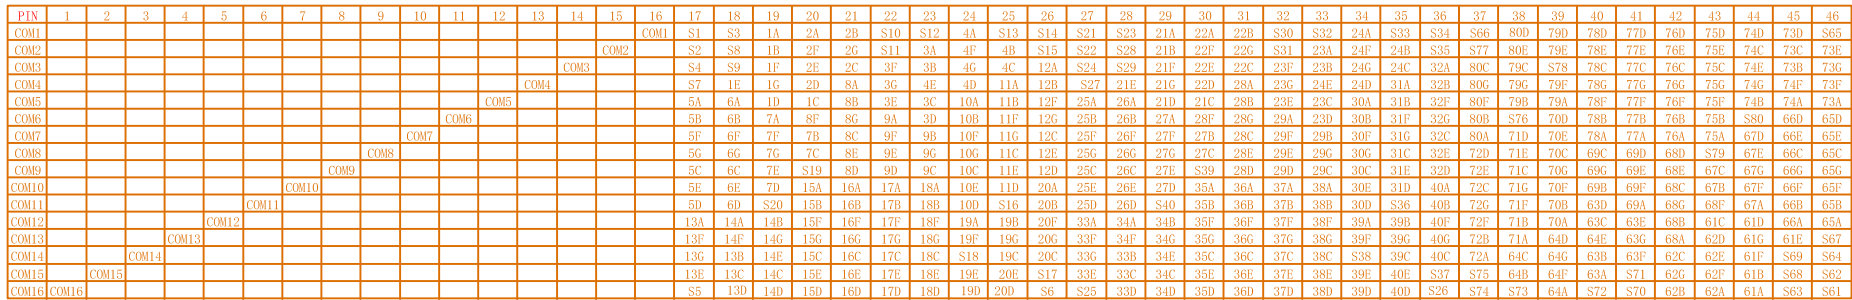 PIN 1 2 3 4 5 6 7 8 9 10 11 12 13 14 15 16 17 18 19 20 21 22 23 24 25 26 27 28 29 30 31 32 33 34 35 36 37 38 39 40 41 42 43 44 45 46
COM1 COM1 S1 S3 1A 2A 2B S10 S12 4A S13 S14 S21 S23 21A 22A 22B S30 S32 24A S33 S34 S66 80D 79D 78D 77D 76D 75D 74D 73D S65
COM2 COM2 S2 S8 1B 2F 2G S11 3A 4F 4B S15 S22 S28 21B 22F 22G S31 23A 24F 24B S35 S77 80E 79E 78E 77E 76E 75E 74C 73C 73E
COM3 COM3 S4 S9 1F 2E 2C 3F 3B 4G 4C 12A S24 S29 21F 22E 22C 23F 23B 24G 24C 32A 80C 79C S78 78C 77C 76C 75C 74E 73B 73G
COM4 COM4 S7 1E 1G 2D 8A 3G 4E 4D 11A 12B S27 21E 21G 22D 28A 23G 24E 24D 31A 32B 80G 79G 79F 78G 77G 76G 75G 74G 74F 73F
COM5 COM5 5A 6A 1D 1C 8B 3E 3C 10A 11B 12F 25A 26A 21D 21C 28B 23E 23C 30A 31B 32F 80F 79B 79A 78F 77F 76F 75F 74B 74A 73A
COM6 COM6 5B 6B 7A 8F 8G 9A 3D 10B 11F 12G 25B 26B 27A 28F 28G 29A 23D 30B 31F 32G 80B S76 70D 78B 77B 76B 75B S80 66D 65D
COM7 COM7 5F 6F 7F 7B 8C 9F 9B 10F 11G 12C 25F 26F 27F 27B 28C 29F 29B 30F 31G 32C 80A 71D 70E 78A 77A 76A 75A 67D 66E 65E
COM8 COM8 5G 6G 7G 7C 8E 9E 9G 10G 11C 12E 25G 26G 27G 27C 28E 29E 29G 30G 31C 32E 72D 71E 70C 69C 69D 68D S79 67E 66C 65C
COM9 COM9 5C 6C 7E S19 8D 9D 9C 10C 11E 12D 25C 26C 27E S39 28D 29D 29C 30C 31E 32D 72E 71C 70G 69G 69E 68E 67C 67G 66G 65G
COM10 COM10 5E 6E 7D 15A 16A 17A 18A 10E 11D 20A 25E 26E 27D 35A 36A 37A 38A 30E 31D 40A 72C 71G 70F 69B 69F 68C 67B 67F 66F 65F
COM11 COM11 5D 6D S20 15B 16B 17B 18B 10D S16 20B 25D 26D S40 35B 36B 37B 38B 30D S36 40B 72G 71F 70B 63D 69A 68G 68F 67A 66B 65B
COM12 COM12 13A 14A 14B 15F 16F 17F 18F 19A 19B 20F 33A 34A 34B 35F 36F 37F 38F 39A 39B 40F 72F 71B 70A 63C 63E 68B 61C 61D 66A 65A
COM13 COM13 13F 14F 14G 15G 16G 17G 18G 19F 19G 20G 33F 34F 34G 35G 36G 37G 38G 39F 39G 40G 72B 71A 64D 64E 63G 68A 62D 61G 61E S67
COM14 COM14 13G 13B 14E 15C 16C 17C 18C S18 19C 20C 33G 33B 34E 35C 36C 37C 38C S38 39C 40C 72A 64C 64G 63B 63F 62C 62E 61F S69 S64
COM15 COM15 13E 13C 14C 15E 16E 17E 18E 19E 20E S17 33E 33C 34C 35E 36E 37E 38E 39E 40E S37 S75 64B 64F 63A S71 62G 62F 61B S68 S62
COM16 COM16 S5 13D 14D 15D 16D 17D 18D 19D 20D S6 S25 33D 34D 35D 36D 37D 38D 39D 40D S26 S74 S73 64A S72 S70 62B 62A 61A S63 S61